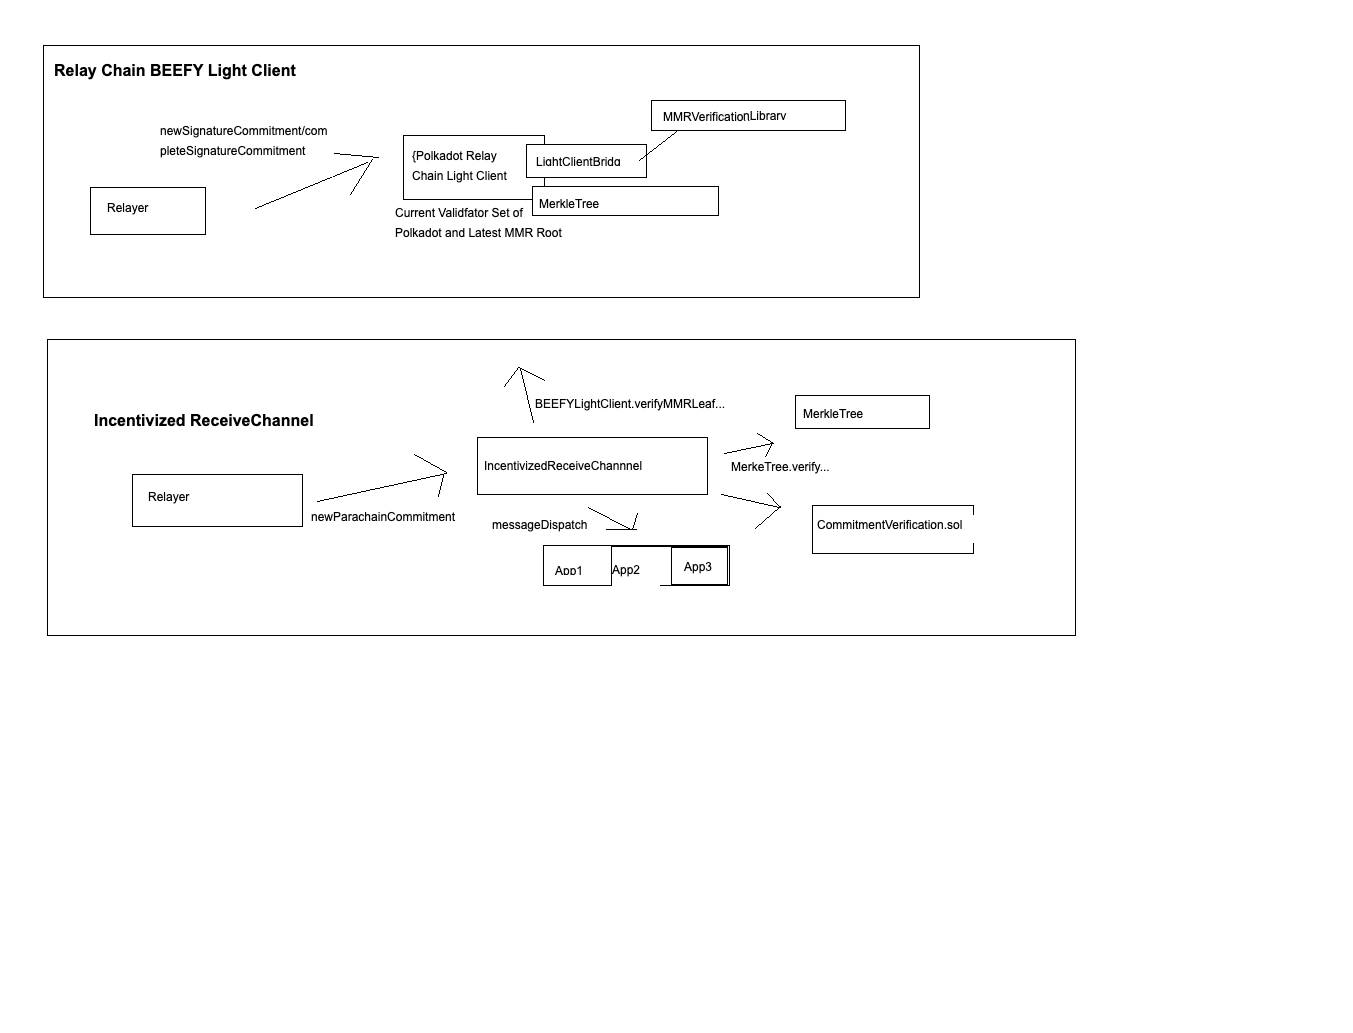 Relay Chain BEEFY Light Client
MMRVerificationLibrary
newSignatureCommitment/com
pleteSignatureCommitment
{Polkadot Relay
Chain Light Client
LightClientBridg
Relayer
MerkleTree
Current Validfator Set of
Polkadot and Latest MMR Root
BEEFYLightClient.verifyMMRLeaf...
Incentivized ReceiveChannel
MerkleTree
IncentivizedReceiveChannnel
MerkeTree.verify...
Relayer
newParachainCommitment
messageDispatch
CommitmentVerification.sol
App1
App2
App3